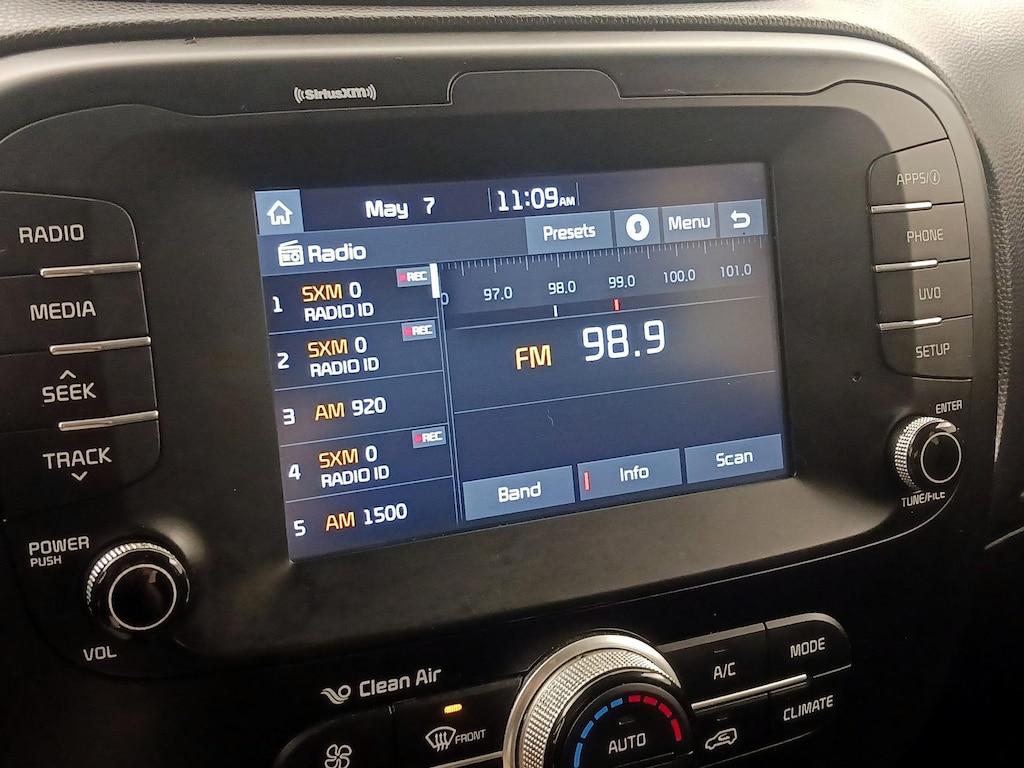 ((SiriusXM))
RADIO
MEDIA
SEEK
TRACK
POWER
PUSH
VOL
May 7
11:09 AM
Radio
Presets
Menu
1 SXM 0 REC
RADIO ID
2 SXM 0 REC
RADIO ID
3 AM 920
4 SXM 0 REC
RADIO ID
5 AM 1500
0 97.0 98.0 99.0 100.0 101.0
FM 98.9
Band
Info
Scan
APPS/i
PHONE
UVO
SETUP
ENTER
TUNE/FILE
Clean Air
FRONT
AUTO
A/C
MODE
CLIMATE